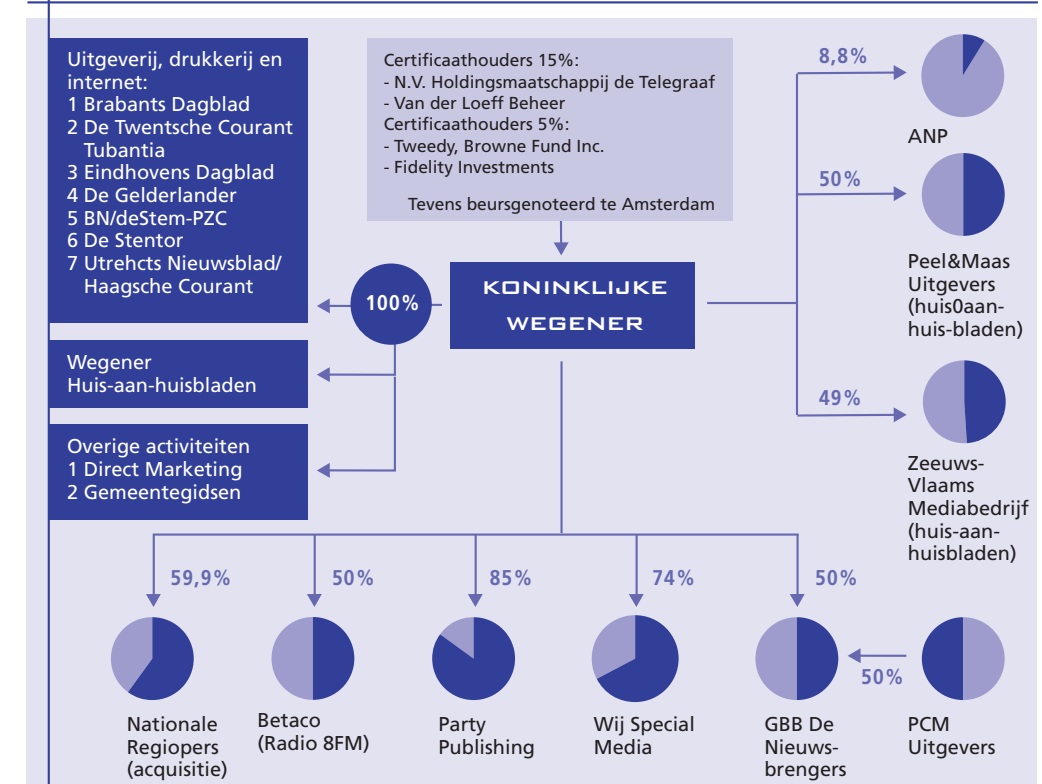 Uitgeverij, drukkerij en
internet:
1 Brabants Dagblad
2 De Twentsche Courant
Tubantia
3 Eindhovens Dagblad
4 De Gelderlander
5 BN/deStem-PZC
6 De Stentor
7 Utrehcts Nieuwsblad/
Haagsche Courant
Certificaathouders 15%:
- N.V. Holdingsmaatschappij de Telegraaf
- Van der Loeff Beheer
Certificaathouders 5%:
- Tweedy, Browne Fund Inc.
- Fidelity Investments
Tevens beursgenoteerd te Amsterdam
8,8%
ANP
50%
Peel&Maas
Uitgevers
(huis0aan-
huis-bladen)
100%
KONINKLIJKE
WEGENER
Wegener
Huis-aan-huisbladen
49%
Zeeuws-
Vlaams
Mediabedrijf
(huis-aan-
huisbladen)
Overige activiteiten
1 Direct Marketing
2 Gemeentegidsen
59,9%
Nationale
Regiopers
(acquisitie)
50%
Betaco
(Radio 8FM)
85%
Party
Publishing
74%
Wij Special
Media
50%
GBB De
Nieuws-
brengers
50%
PCM
Uitgevers